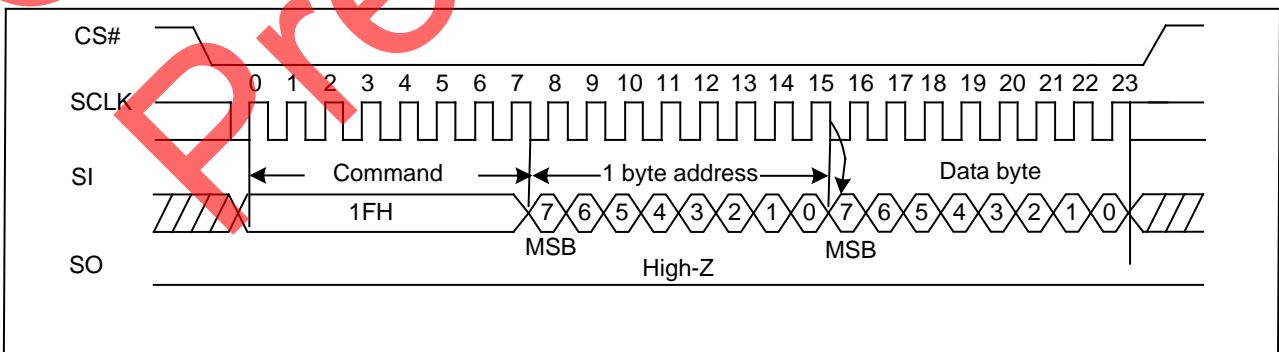 CS#
0 1 2 3 4 5 6 7 8 9 10 11 12 13 14 15 16 17 18 19 20 21 22 23
SCLK
SI
Command
1 byte address
Data byte
1FH
7 6 5 4 3 2 1 0 7 6 5 4 3 2 1 0
MSB
MSB
SO
High-Z
Pre